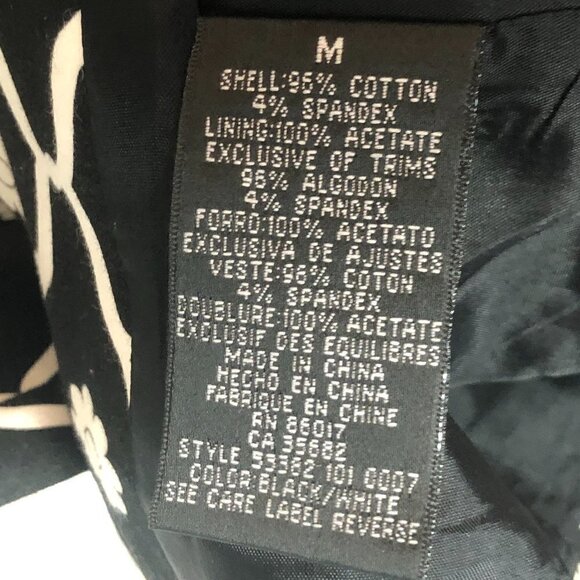 M
SHELL:96% COTTON
4% SPANDEX
LINING:100% ACETATE
EXCLUSIVE OF TRIMS
96% ALGODON
4% SPANDEX
FORRO:100% ACETATO
EXCLUSIVA DE AJUSTES
VESTE:96% COTON
4% SPANDEX
DOUBLURE:100% ACETATE
EXCLUSIF DES EQUILIBRES
MADE IN CHINA
HECHO EN CHINA
FABRIQUE EN CHINE
RN 86017
CA 35882
STYLE 53382 101 0007
COLOR:BLACK/WHITE
SEE CARE LABEL REVERSE